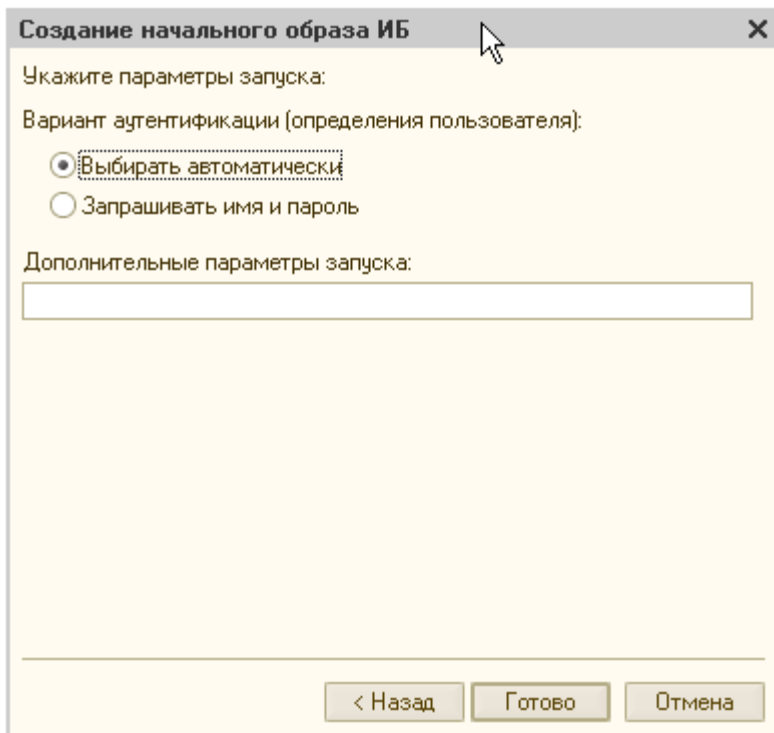 Создание начального образа ИБ
Укажите параметры запуска:
Вариант аутентификации (определения пользователя):
Выбирать автоматически
Запрашивать имя и пароль
Дополнительные параметры запуска:
< Назад Готово Отмена